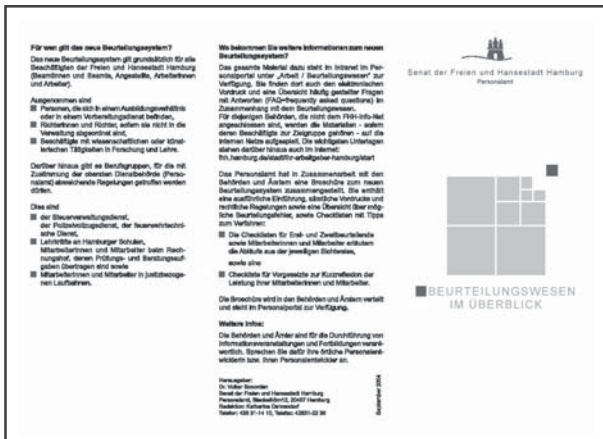 Für wen gilt das neue Beurteilungssystem?
Das neue Beurteilungssystem gilt grundsätzlich für alle
Beschäftigten der Freien und Hansestadt Hamburg
(Beamtinnen und Beamte, Angestellte, Arbeiterinnen
und Arbeiter).
Ausgenommen sind
Personen, die sich in einem Ausbildungsverhältnis
oder in einem Vorbereitungsdienst befinden,
Richterinnen und Richter, sofern sie nicht in die
Verwaltung abgeordnet sind,
Beschäftigte mit wissenschaftlichen oder künst-
lerischen Tätigkeiten in Forschung und Lehre.
Darüber hinaus gibt es Berufsgruppen, für die mit
Zustimmung der obersten Dienstbehörde (Perso-
nalamt) abweichende Regelungen getroffen werden
dürfen.
Dies sind
der Steuerverwaltungsdienst,
der Polizeivollzugsdienst, der feuerwehrtechni-
sche Dienst,
Lehrkräfte an Hamburger Schulen,
Mitarbeiterinnen und Mitarbeiter beim Rech-
nungshof, denen Prüfungs- und Beratungsauf-
gaben übertragen sind sowie
Mitarbeiterinnen und Mitarbeiter in justizbezoge-
nen Laufbahnen.
Wo bekommen Sie weitere Informationen zum neuen
Beurteilungssystem?
Das gesamte Material dazu steht im Intranet im Per-
sonalportal unter „Arbeit / Beurteilungswesen“ zur
Verfügung. Sie finden dort auch den elektronischen
Vordruck und eine Übersicht häufig gestellter Fragen
mit Antworten (FAQ=frequently asked questions) im
Zusammenhang mit dem Beurteilungswesen.
Für diejenigen Behörden, die nicht dem FHH-Info-Net
angeschlossen sind, werden die Materialien - sofern
deren Beschäftigte zur Zielgruppe gehören - auf die
internen Netze aufgespielt. Die wichtigsten Unterlagen
stehen darüber hinaus auch im Internet:
fhh.hamburg.de/stadt/fhr-arbeitgeber-hamburg/start
Das Personalamt hat in Zusammenarbeit mit den
Behörden und Ämtern eine Broschüre zum neuen
Beurteilungssystem zusammengestellt. Sie enthält
eine ausführliche Einführung, sämtliche Vordrucke und
rechtliche Regelungen sowie eine Übersicht über mög-
liche Beurteilungsfehler, sowie Checklisten mit Tipps
zum Verfahren:
Die Checklisten für Erst- und Zweitbeurteilende
sowie Mitarbeiterinnen und Mitarbeiter erläutern
die Abläufe aus der jeweiligen Sichtweise,
sowie eine
Checkliste für Vorgesetzte zur Kurzreflexion der
Leistung ihrer Mitarbeiterinnen und Mitarbeiter.
Die Broschüre wird in den Behörden und Ämtern verteilt
und steht im Personalportal zur Verfügung.
Weitere Infos:
Die Behörden und Ämter sind für die Durchführung von
Informationsveranstaltungen und Fortbildungen verant-
wortlich. Sprechen Sie dafür Ihre örtliche Personalent-
wicklerin bzw. Ihren Personalentwickler an.
Herausgeber:
Dr. Volker Bonorden
Senat der Freien und Hansestadt Hamburg
Personalamt, Steckelhörn 12, 20457 Hamburg
Redaktion: Katharina Dahrendorf
September 2004
Senat der Freien und Hansestadt Hamburg
Personalamt
BEURTEILUNGSWESEN
IM ÜBERBLICK